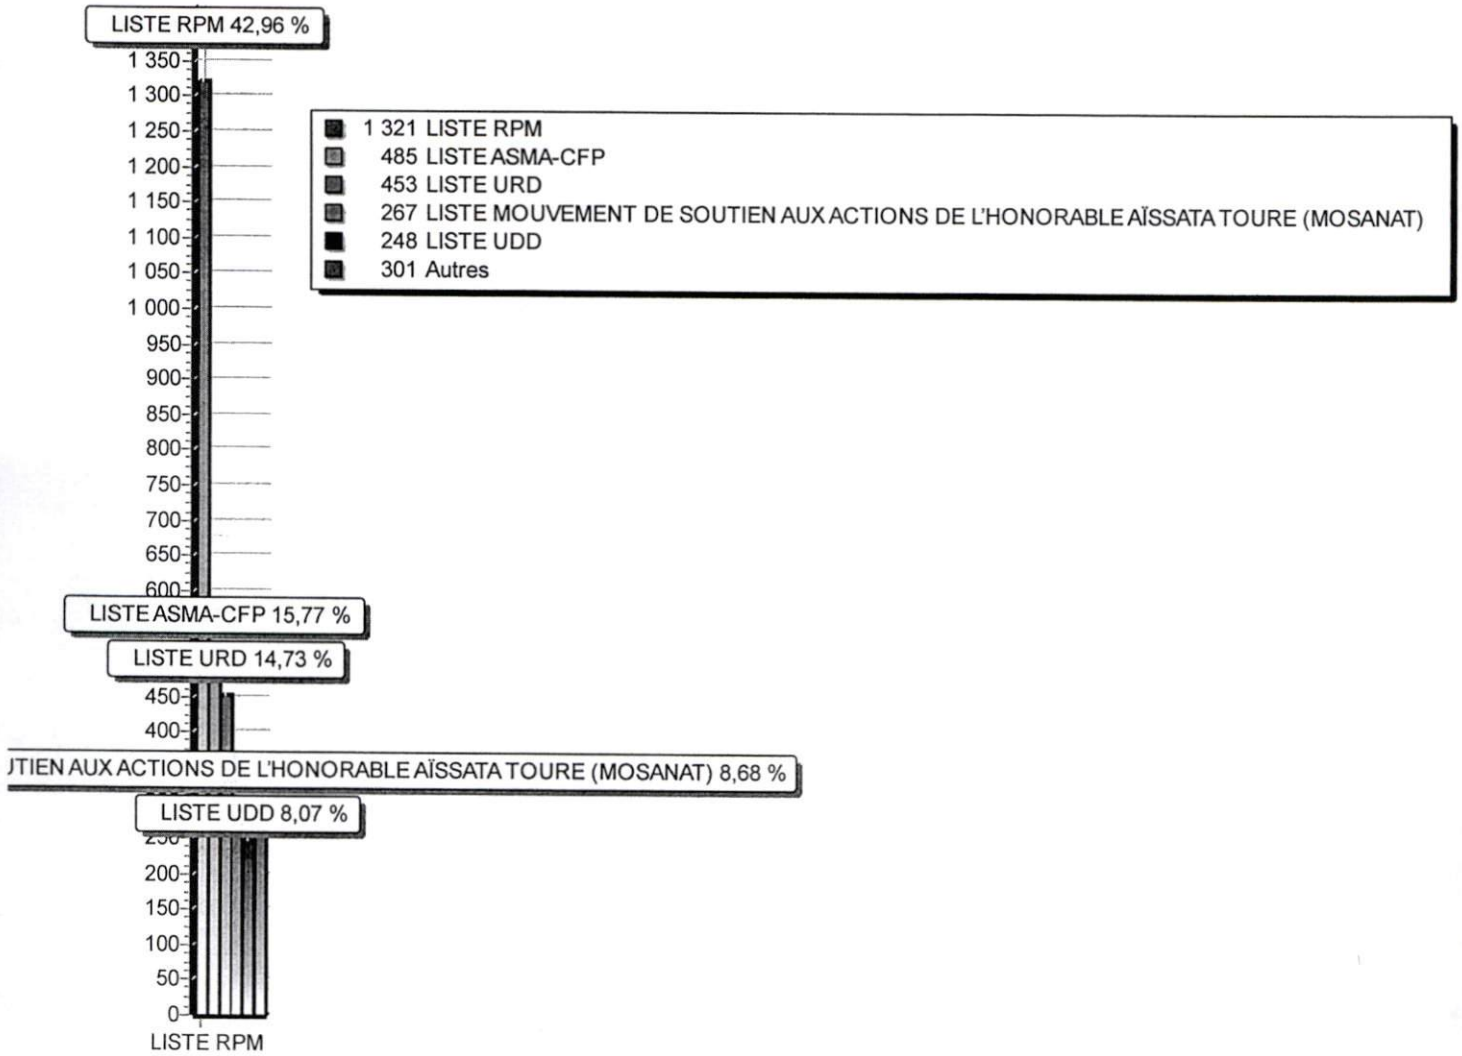 LISTE RPM 42,96 %
1 350
1 300
1 250
1 200
1 150
1 100
1 050
1 000
950
900
850
800
750
700
650
600
LISTE ASMA-CFP 15,77 %
LISTE URD 14,73 %
450
400
UTIEN AUX ACTIONS DE L'HONORABLE AÏSSATA TOURE (MOSANAT) 8,68 %
LISTE UDD 8,07 %
250
200
150
100
50
0
LISTE RPM
1 321 LISTE RPM
485 LISTE ASMA-CFP
453 LISTE URD
267 LISTE MOUVEMENT DE SOUTIEN AUX ACTIONS DE L'HONORABLE AÏSSATA TOURE (MOSANAT)
248 LISTE UDD
301 Autres